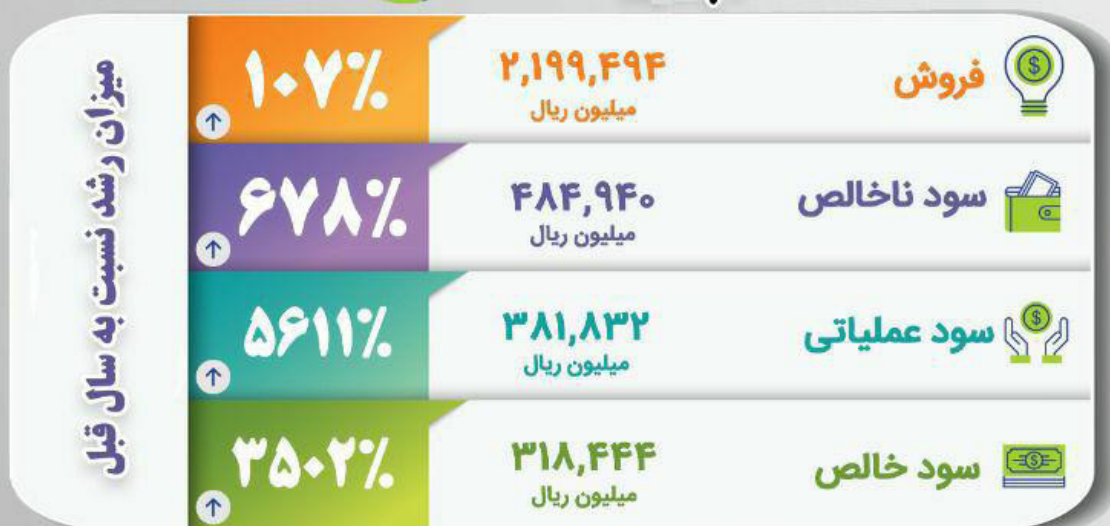 فروش
۲,۱۹۹,۴۹۴
میلیون ریال
۱۰۷%
سود ناخالص
۴۸۴,۹۴۰
میلیون ریال
۶۷۸%
سود عملیاتی
۳۸۱,۸۳۲
میلیون ریال
۵۶۱۱%
سود خالص
۳۱۸,۴۴۴
میلیون ریال
۳۵۰۲%
میزان رشد نسبت به سال قبل